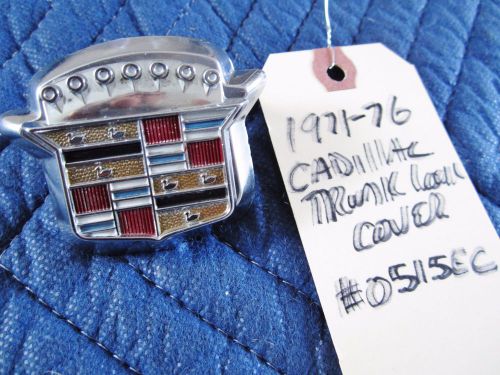 1971-76
CADILLAC
TRUNK LOCK
COVER
#0515EC